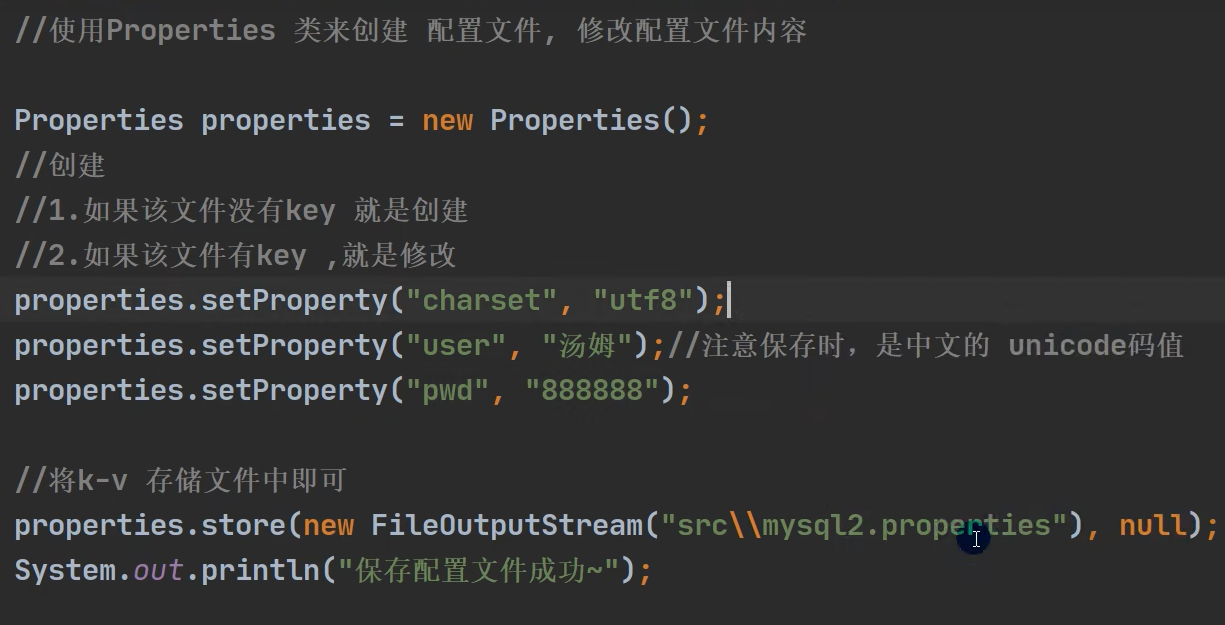 //使用Properties 类来创建 配置文件, 修改配置文件内容
Properties properties = new Properties();
//创建
//1.如果该文件没有key 就是创建
//2.如果该文件有key ,就是修改
properties.setProperty("charset", "utf8");
properties.setProperty("user", "汤姆");//注意保存时，是中文的 unicode码值
properties.setProperty("pwd", "888888");
//将k-v 存储文件中即可
properties.store(new FileOutputStream("src\\mysql2.properties"), null);
System.out.println("保存配置文件成功~");